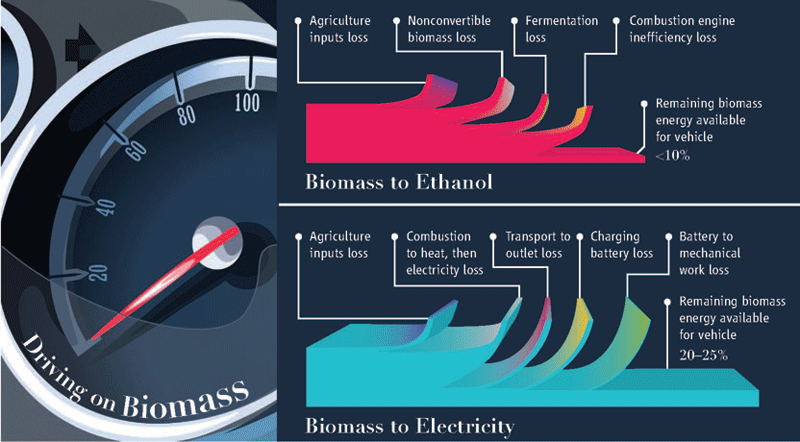 20
40
60
80
100
Driving on Biomass
Agriculture
inputs loss
Nonconvertible
biomass loss
Fermentation
loss
Combustion engine
inefficiency loss
Remaining biomass
energy available
for vehicle
<10%
Biomass to Ethanol
Agriculture
inputs loss
Combustion
to heat, then
electricity loss
Transport to
outlet loss
Charging
battery loss
Battery to
mechanical
work loss
Remaining biomass
energy available
for vehicle
20–25%
Biomass to Electricity